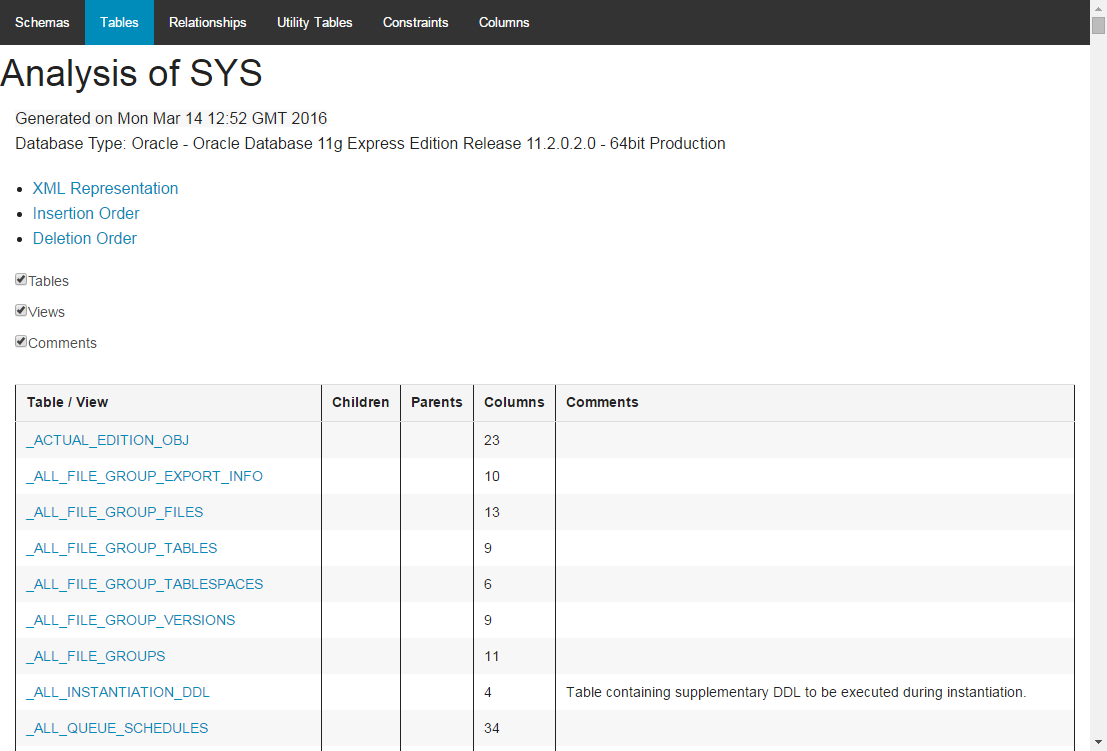 Schemas Tables Relationships Utility Tables Constraints Columns
Analysis of SYS
Generated on Mon Mar 14 12:52 GMT 2016
Database Type: Oracle - Oracle Database 11g Express Edition Release 11.2.0.2.0 - 64bit Production
XML Representation
Insertion Order
Deletion Order
Tables
Views
Comments
Table / View Children Parents Columns Comments
_ACTUAL_EDITION_OBJ 23
_ALL_FILE_GROUP_EXPORT_INFO 10
_ALL_FILE_GROUP_FILES 13
_ALL_FILE_GROUP_TABLES 9
_ALL_FILE_GROUP_TABLESPACES 6
_ALL_FILE_GROUP_VERSIONS 9
_ALL_FILE_GROUPS 11
_ALL_INSTANTIATION_DDL 4 Table containing supplementary DDL to be executed during instantiation.
_ALL_QUEUE_SCHEDULES 34